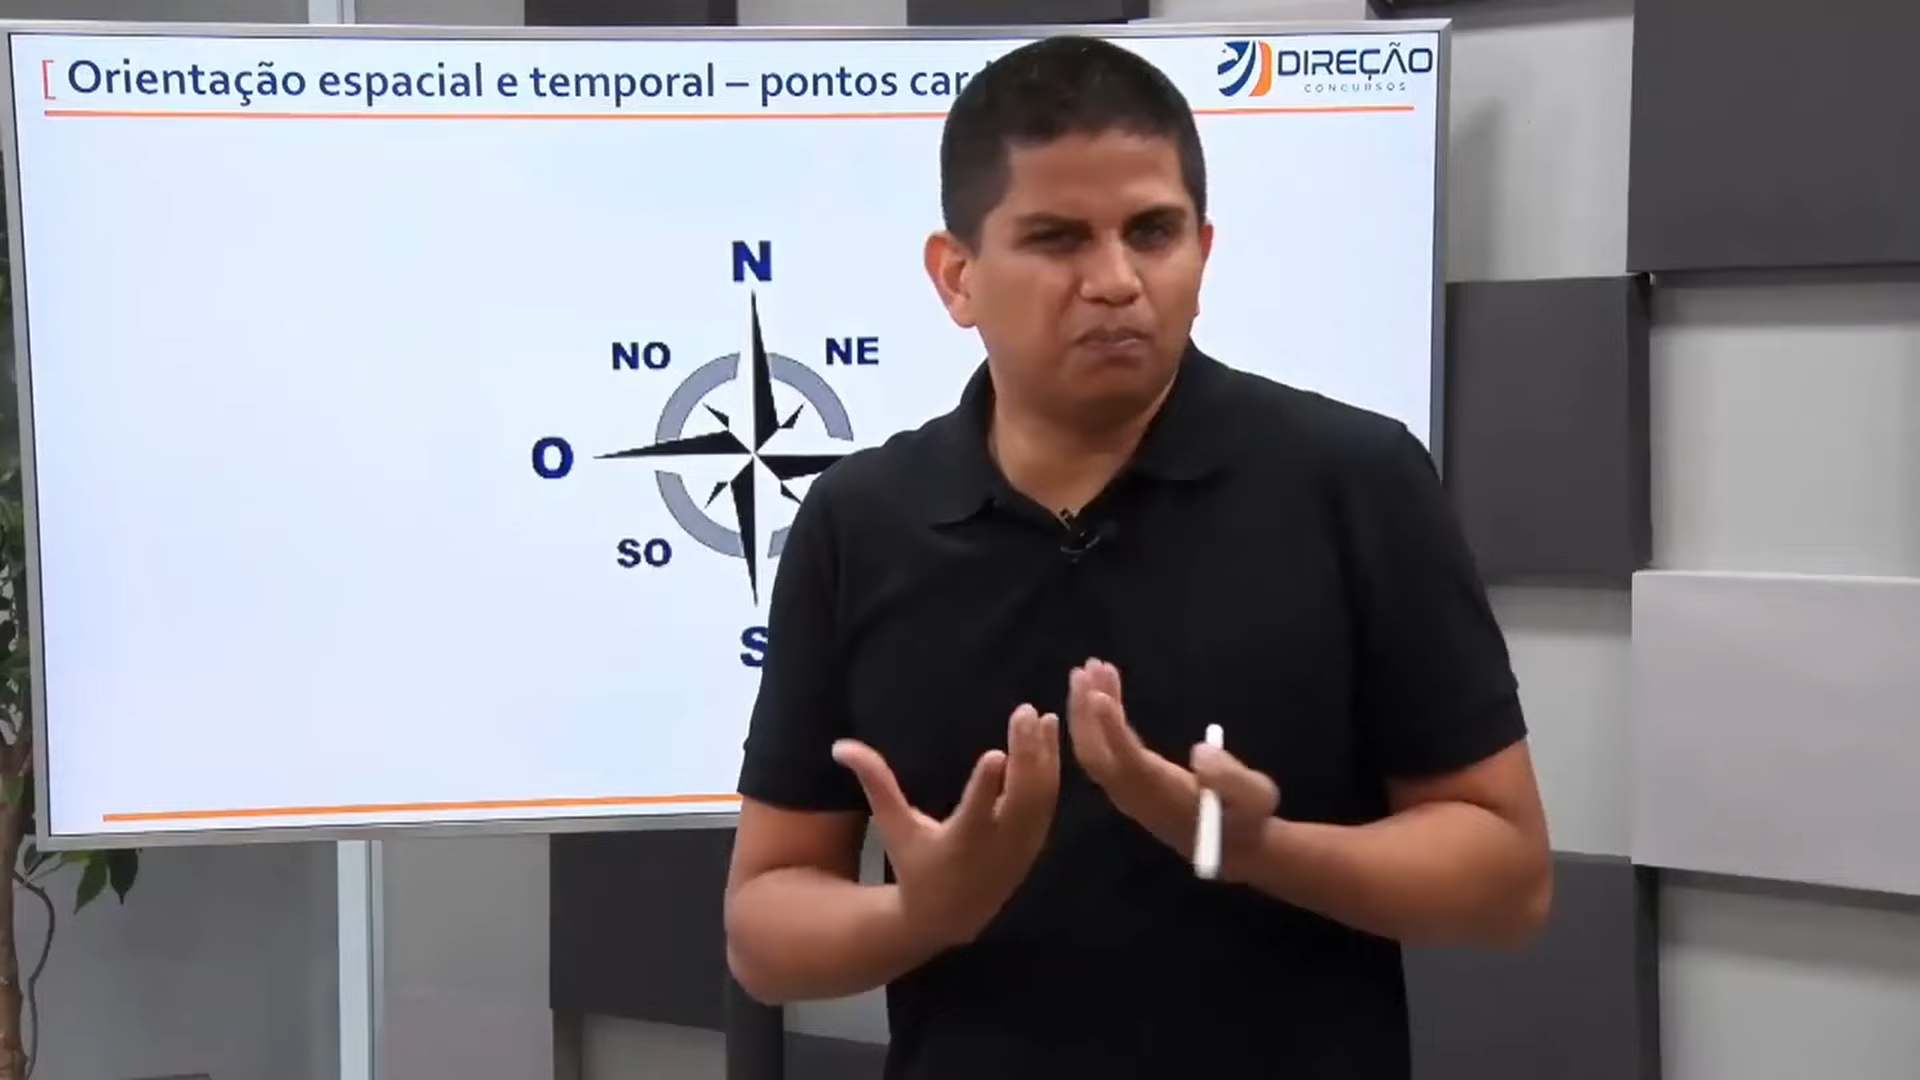 [ Orientação espacial e temporal – pontos car
DIREÇÃO
CONCURSOS
N
NO NE
O
SO
S